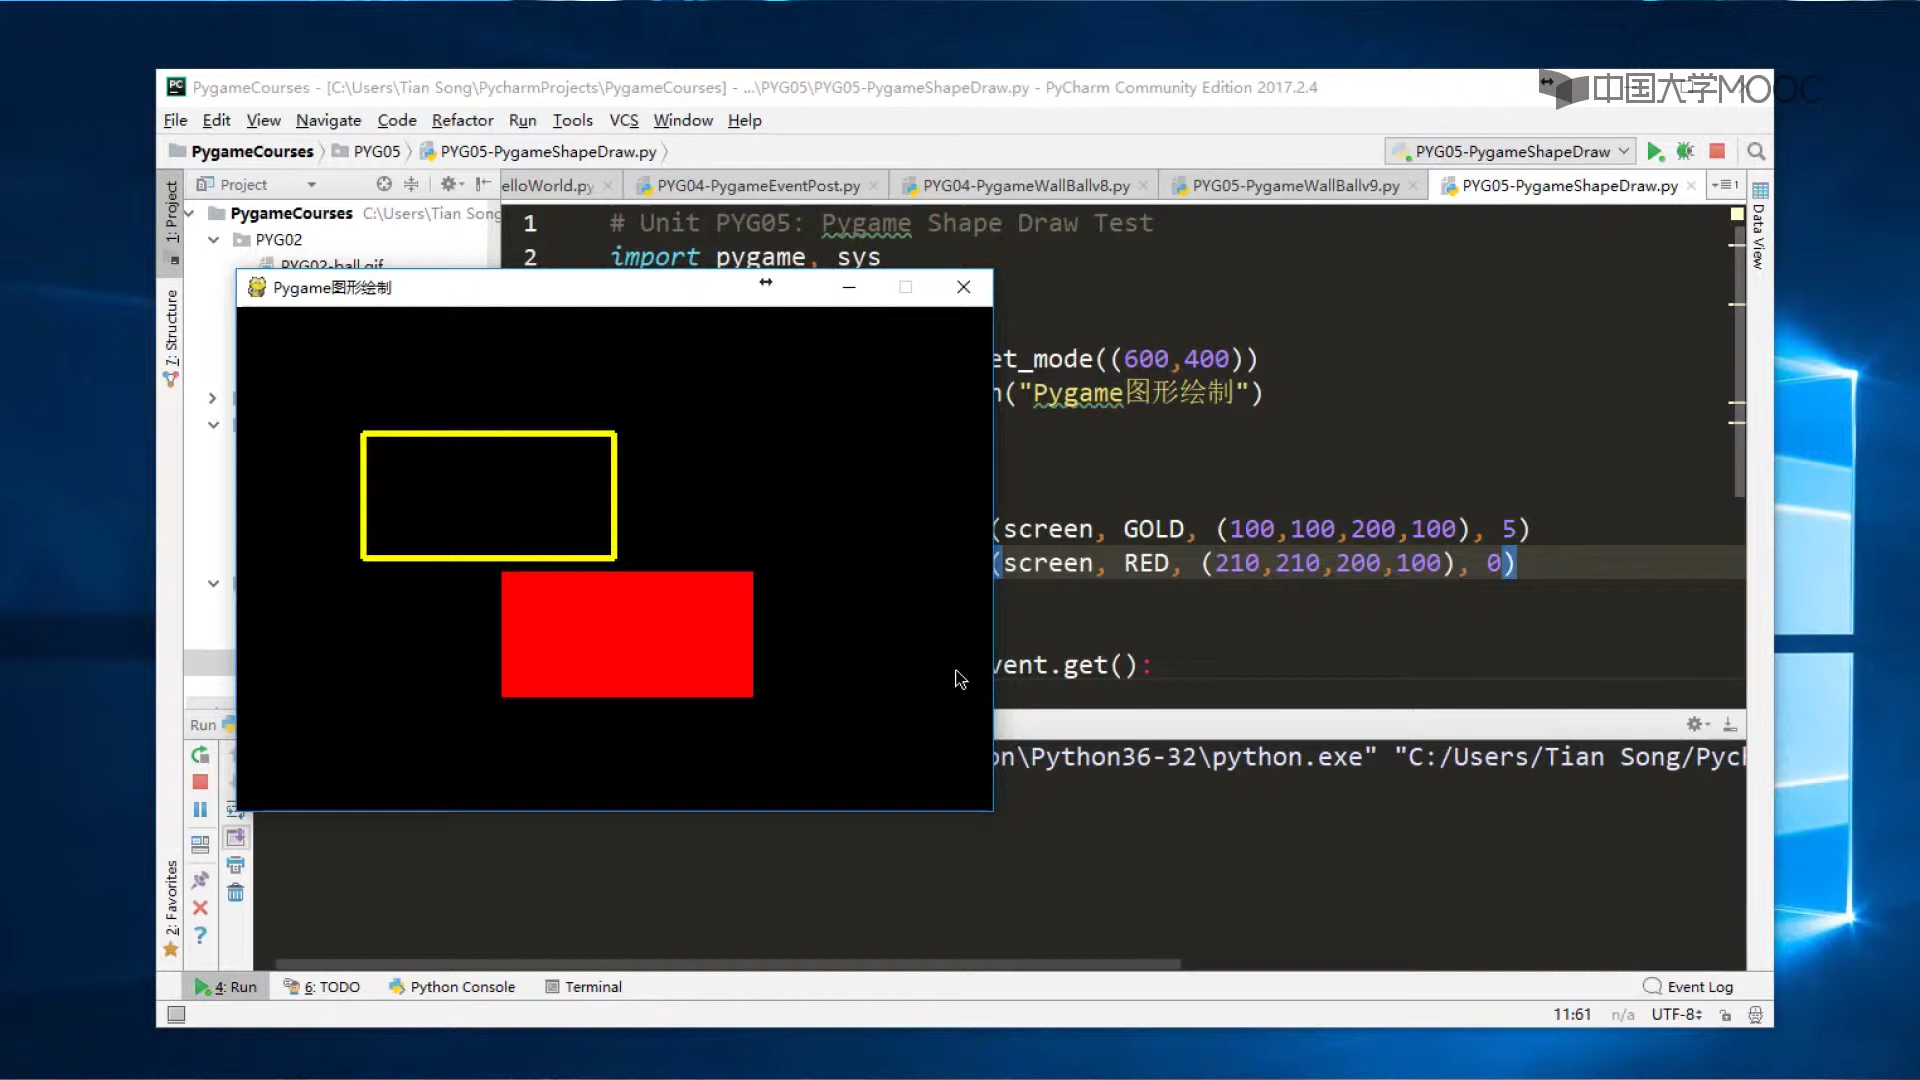 PygameCourses - [C:\Users\Tian Song\PycharmProjects\PygameCourses] - ...\PYG05\PYG05-PygameShapeDraw.py - PyCharm Community Edition 2017.2.4
中国大学MOOC
File Edit View Navigate Code Refactor Run Tools VCS Window Help
PygameCourses PYG05 PYG05-PygameShapeDraw.py
PYG05-PygameShapeDraw
Project
elloWorld.py PYG04-PygameEventPost.py PYG04-PygameWallBallv8.py PYG05-PygameWallBallv9.py PYG05-PygameShapeDraw.py
1: Project
7: Structure
2: Favorites
Data View
PygameCourses C:\Users\Tian Song
PYG02
PYG02-ball.gif
1 # Unit PYG05: Pygame Shape Draw Test
2 import pygame, sys
Pygame图形绘制
et_mode((600,400))
("Pygame图形绘制")
(screen, GOLD, (100,100,200,100), 5)
(screen, RED, (210,210,200,100), 0)
vent.get():
Run
on\Python36-32\python.exe" "C:/Users/Tian Song/Pych
4: Run 6: TODO Python Console Terminal
Event Log
11:61 n/a UTF-8